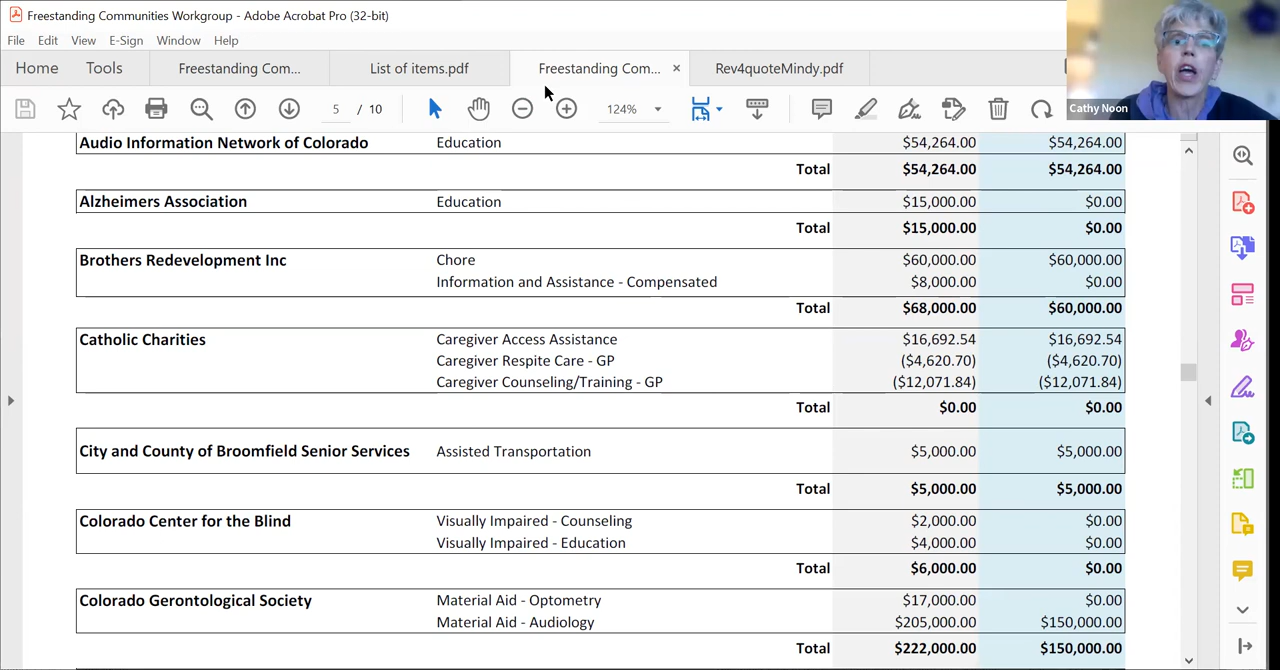 Freestanding Communities Workgroup - Adobe Acrobat Pro (32-bit)
File Edit View E-Sign Window Help
Home Tools Freestanding Com... List of items.pdf Freestanding Com... × Rev4quoteMindy.pdf
5 / 10 124%
Cathy Noon
Audio Information Network of Colorado Education $54,264.00 $54,264.00
Total $54,264.00 $54,264.00
Alzheimers Association Education $15,000.00 $0.00
Total $15,000.00 $0.00
Brothers Redevelopment Inc Chore $60,000.00 $60,000.00
Information and Assistance - Compensated $8,000.00 $0.00
Total $68,000.00 $60,000.00
Catholic Charities Caregiver Access Assistance $16,692.54 $16,692.54
Caregiver Respite Care - GP ($4,620.70) ($4,620.70)
Caregiver Counseling/Training - GP ($12,071.84) ($12,071.84)
Total $0.00 $0.00
City and County of Broomfield Senior Services Assisted Transportation $5,000.00 $5,000.00
Total $5,000.00 $5,000.00
Colorado Center for the Blind Visually Impaired - Counseling $2,000.00 $0.00
Visually Impaired - Education $4,000.00 $0.00
Total $6,000.00 $0.00
Colorado Gerontological Society Material Aid - Optometry $17,000.00 $0.00
Material Aid - Audiology $205,000.00 $150,000.00
Total $222,000.00 $150,000.00